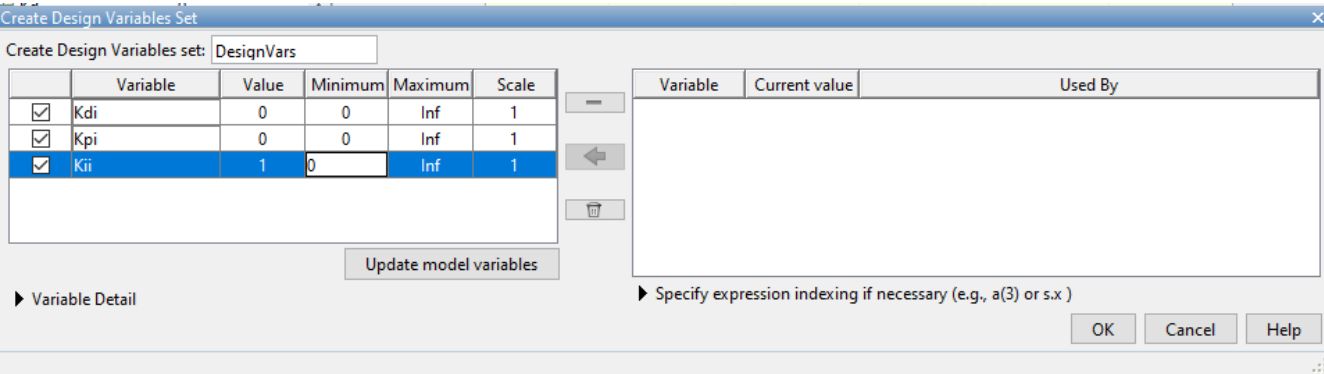 Create Design Variables Set
Create Design Variables set: DesignVars
Variable Value Minimum Maximum Scale
Kdi 0 0 Inf 1
Kpi 0 0 Inf 1
Kii 1 0 Inf 1
Update model variables
Variable Detail
Variable Current value Used By
Specify expression indexing if necessary (e.g., a(3) or s.x )
OK Cancel Help